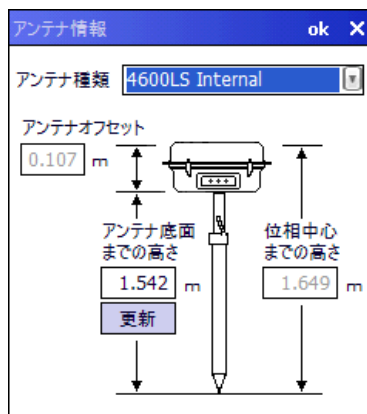 アンテナ情報 ok ×
アンテナ種類 4600LS Internal
アンテナオフセット
0.107 m
アンテナ底面 位相中心
までの高さ までの高さ
1.542 m 1.649 m
更新